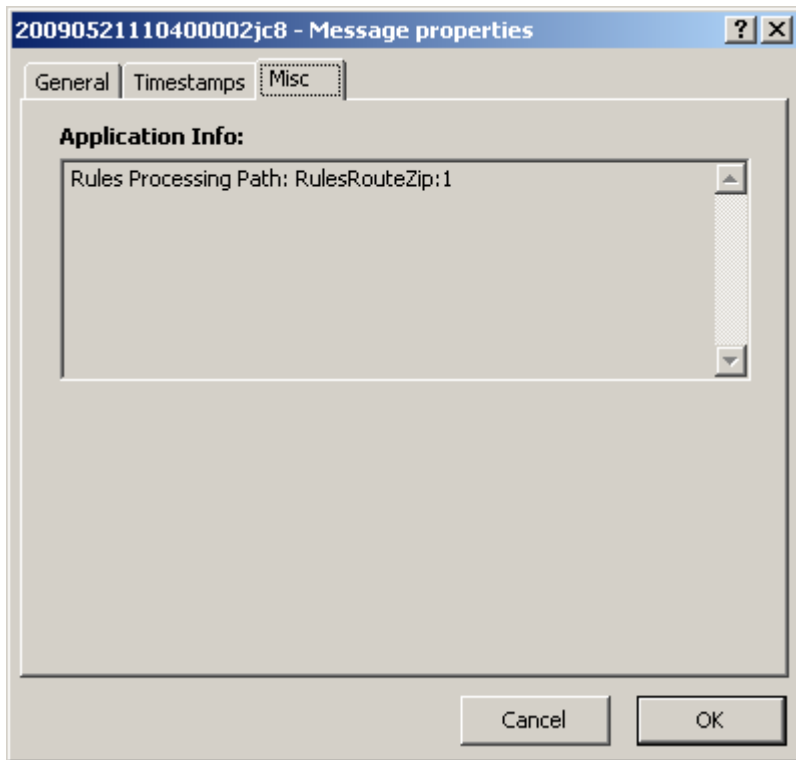 20090521110400002jc8 - Message properties
General Timestamps Misc
Application Info:
Rules Processing Path: RulesRouteZip:1
Cancel OK